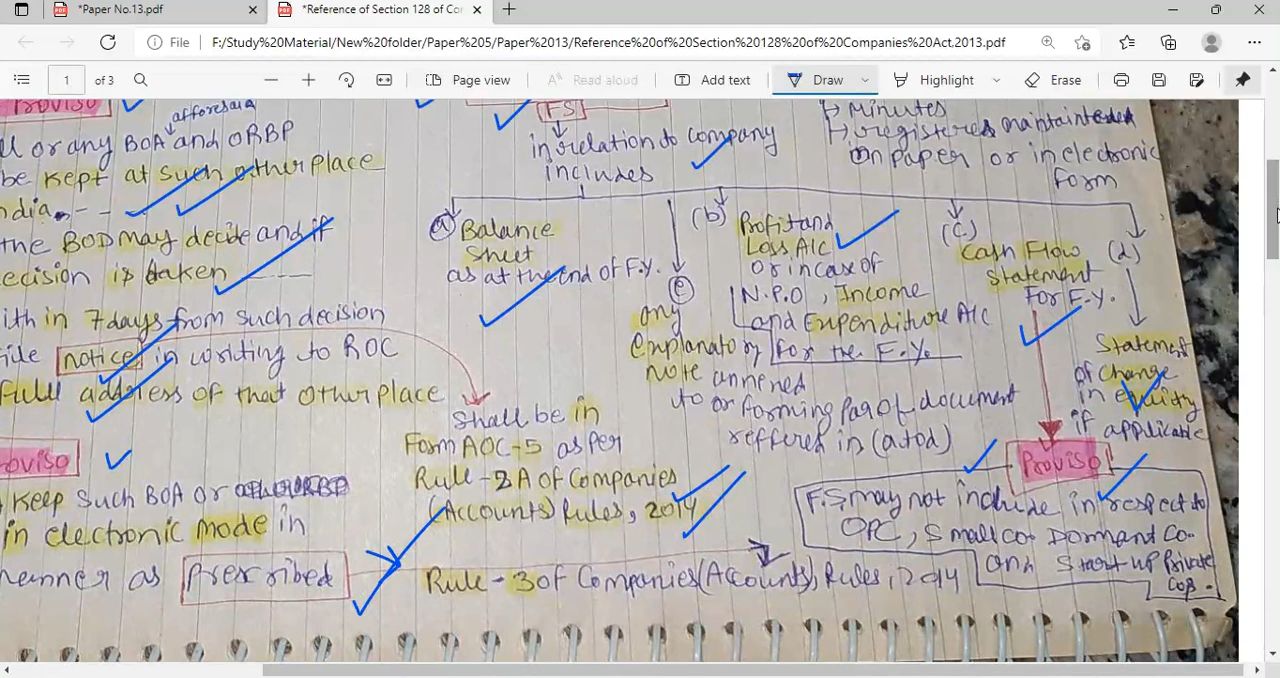 *Paper No.13.pdf
*Reference of Section 128 of Co
File
F:/Study%20Material/New%20folder/Paper%205/Paper%2013/Reference%20of%20Section%20128%20of%20Companies%20Act,2013.pdf
1 of 3
Page view
Read aloud
Add text
Draw
Highlight
Erase
Proviso
aforesaid
or any BOA and ORBP
be kept at such other place
ndia
the BOD may decide and if
ecision is taken
ith in 7 days from such decision
file notice in writing to ROC
full address of that other place
roviso
keep such BOA or
in electronic mode in
manner as prescribed
FS
in relation to company
includes
(a) Balance
Sheet
as at the end of F.Y.
(e)
any
Explanatory
note annexed
to or forming Par of document
reffered in (a to d)
(b) Profit and
Loss A/C
or in case of
N.P.O, Income
and Expenditure A/C
for the F.Y.
Minutes
registered maintained
on paper or in electronic
form
(c)
Cash Flow
Statement
For F.Y.
(d)
Statement
of change
in equity
if applicable
Shall be in
Form AOC-5 as per
Rule - 2A of Companies
(Accounts) Rules, 2014
Rule - 3 of Companies (Accounts) Rules, 2014
Proviso
F.S. may not include in respect to
OPC, Small co Dormant Co-
and Start-up Private
Cos.